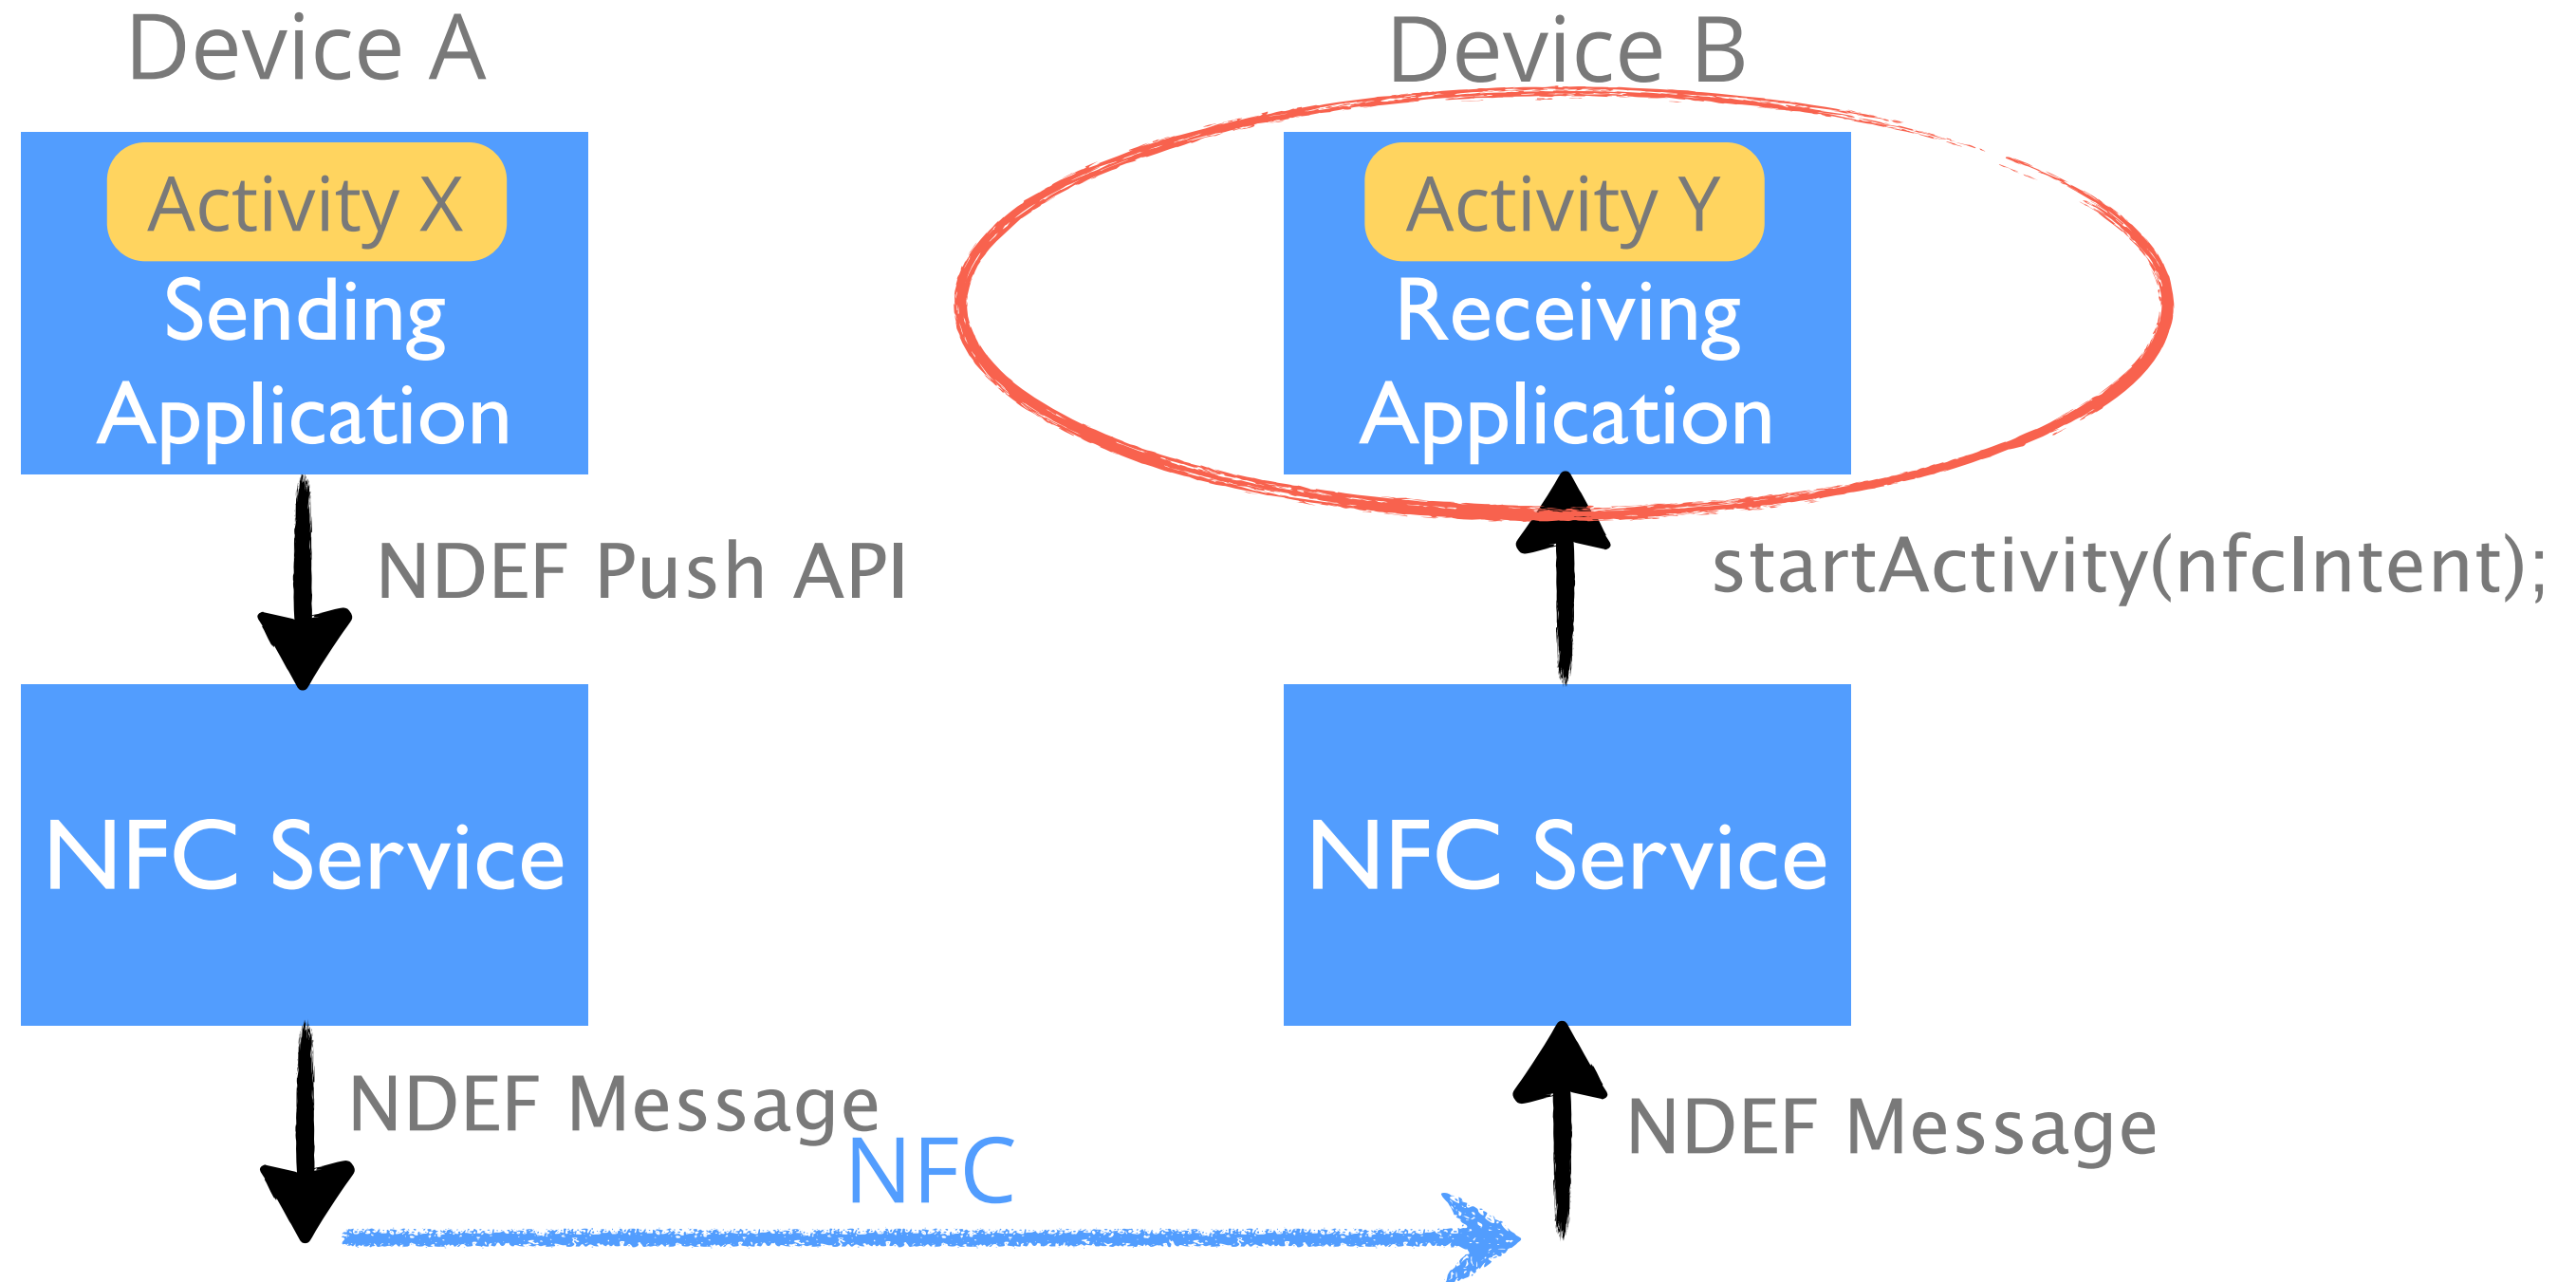 Device A
Device B
Activity X
Sending
Application
Activity Y
Receiving
Application
NDEF Push API
startActivity(nfcIntent);
NFC Service
NFC Service
NDEF Message
NDEF Message
NFC